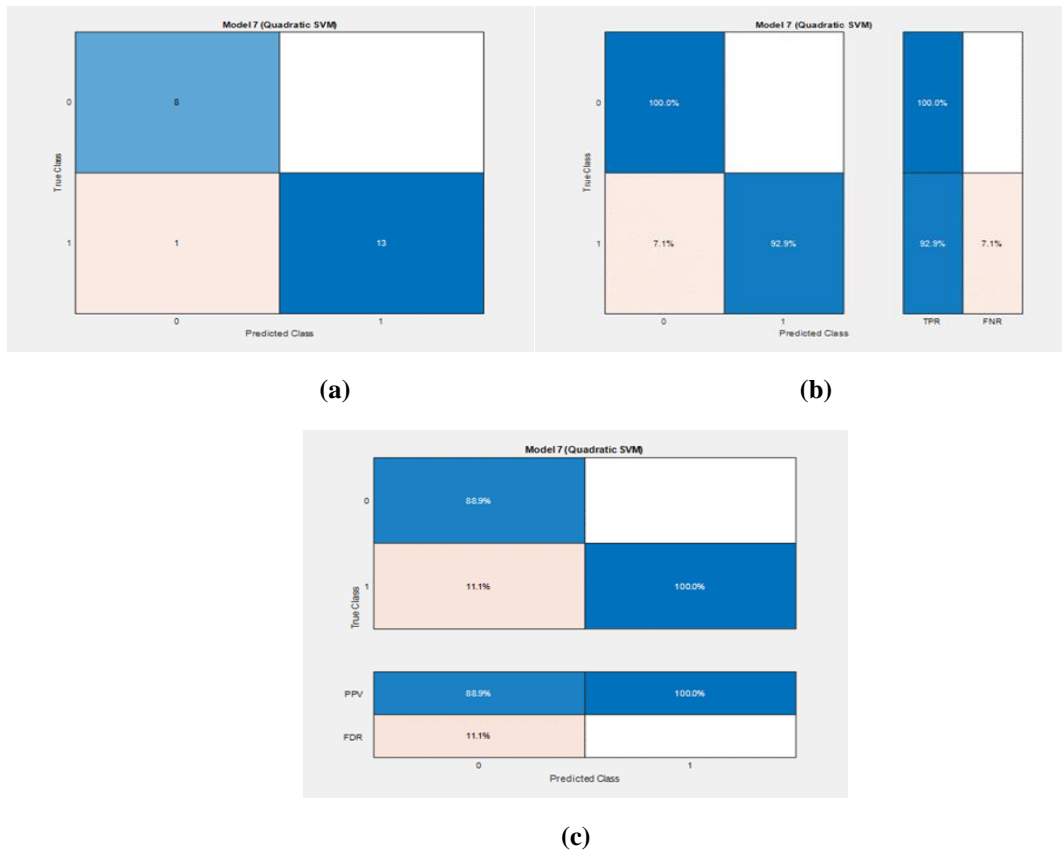 Model 7 (Quadratic SVM)
True Class
0
8
1
1
13
0
1
Predicted Class
(a)
Model 7 (Quadratic SVM)
True Class
0
100.0%
100.0%
1
7.1%
92.9%
92.9%
7.1%
0
1
TPR
FNR
Predicted Class
(b)
Model 7 (Quadratic SVM)
True Class
0
88.9%
1
11.1%
100.0%
PPV
88.9%
100.0%
FDR
11.1%
0
1
Predicted Class
(c)